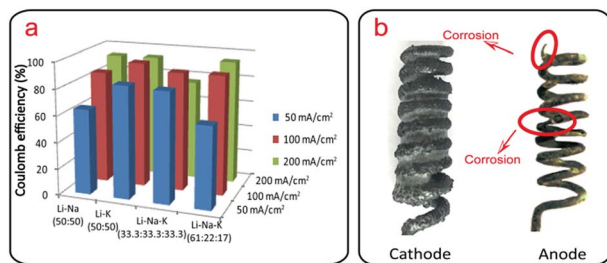 a
Coulomb efficiency (%)
100
80
60
40
20
0
50 mA/cm²
100 mA/cm²
200 mA/cm²
200 mA/cm²
100 mA/cm²
50 mA/cm²
Li-Na
(50:50)
Li-K
(50:50)
Li-Na-K
(33.3:33.3:33.3)
Li-Na-K
(61:22:17)
b
Corrosion
Corrosion
Cathode
Anode